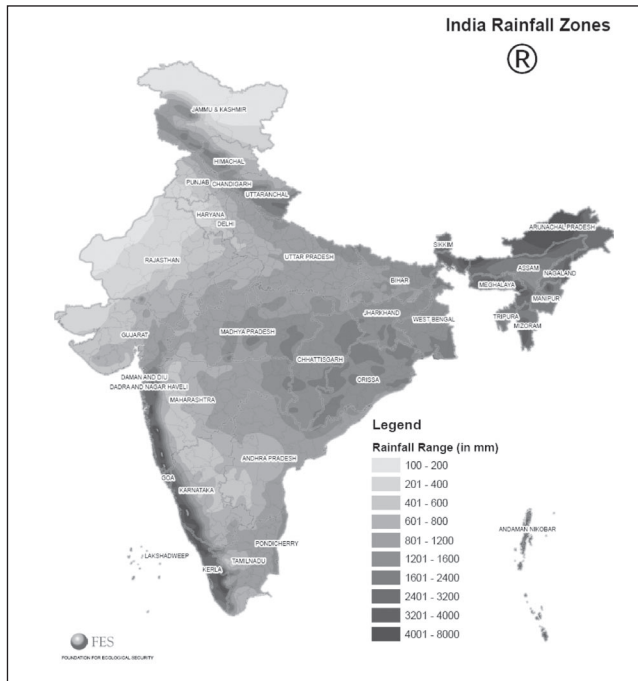 India Rainfall Zones
®
JAMMU & KASHMIR
HIMACHAL
PUNJAB
CHANDIGARH
UTTARANCHAL
HARYANA
DELHI
RAJASTHAN
UTTAR PRADESH
SIKKIM
ARUNACHAL PRADESH
ASSAM
NAGALAND
MEGHALAYA
BIHAR
MANIPUR
TRIPURA
MIZORAM
JHARKHAND
WEST BENGAL
GUJARAT
MADHYA PRADESH
CHHATTISGARH
ORISSA
DAMAN AND DIU
DADRA AND NAGAR HAVELI
MAHARASHTRA
ANDHRA PRADESH
GOA
KARNATAKA
PONDICHERRY
LAKSHADWEEP
TAMILNADU
KERLA
ANDAMAN NIKOBAR
Legend
Rainfall Range (in mm)
100 - 200
201 - 400
401 - 600
601 - 800
801 - 1200
1201 - 1600
1601 - 2400
2401 - 3200
3201 - 4000
4001 - 8000
FES
FOUNDATION FOR ECOLOGICAL SECURITY